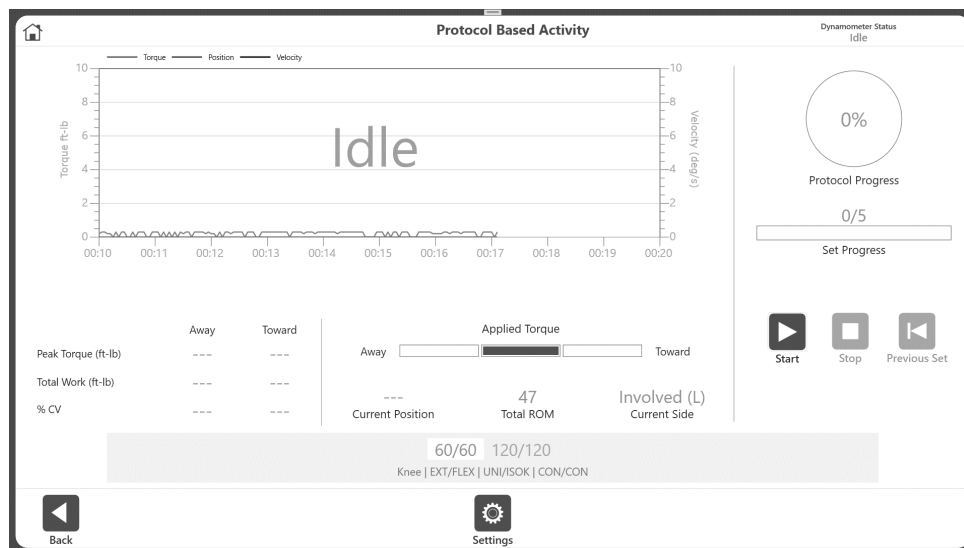 Protocol Based Activity
Dynamometer Status
Idle
Torque Position Velocity
10 10
8 8
6 6
4 4
2 2
0 0
Torque ft-lb
Velocity (deg/s)
Idle
00:10 00:11 00:12 00:13 00:14 00:15 00:16 00:17 00:18 00:19 00:20
0%
Protocol Progress
0/5
Set Progress
Start Stop Previous Set
Away Toward
Peak Torque (ft-lb) --- ---
Total Work (ft-lb) --- ---
% CV --- ---
Applied Torque
Away Toward
--- 47 Involved (L)
Current Position Total ROM Current Side
60/60 120/120
Knee | EXT/FLEX | UNI/ISOK | CON/CON
Back Settings